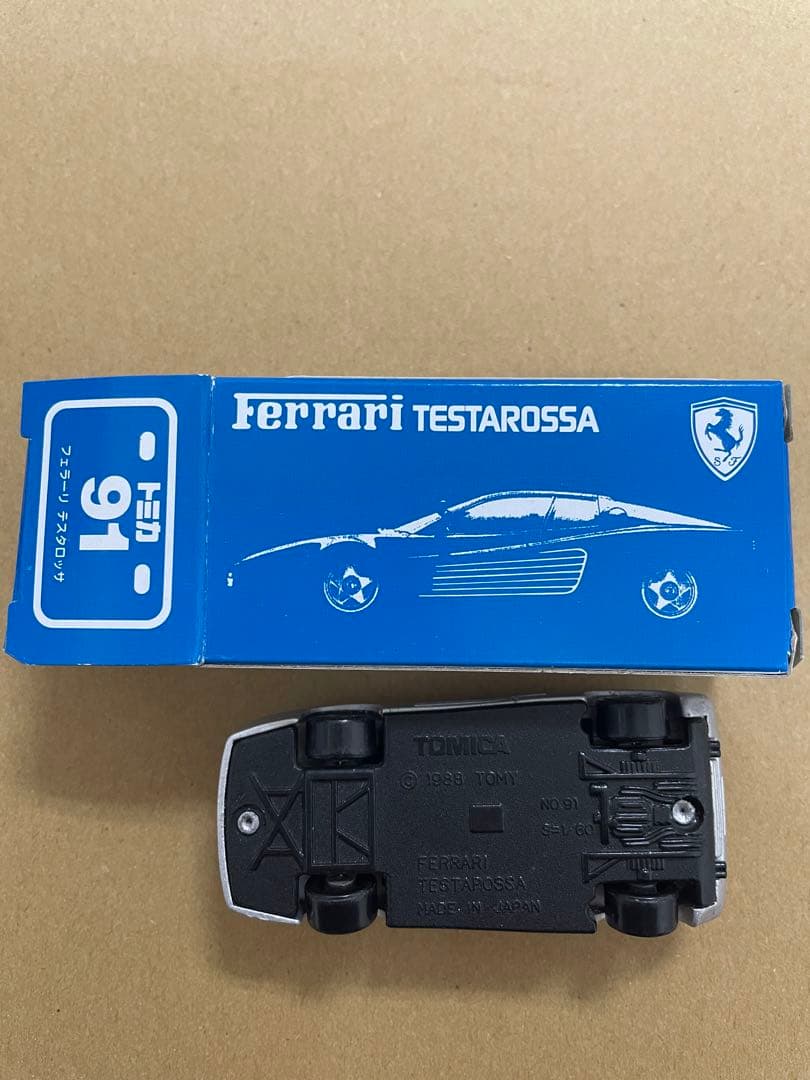 Ferrari TESTAROSSA
S F
トミカ
91
フェラーリ テスタロッサ
TOMICA
© 1988 TOMY
NO.91
S=1/60
FERRARI
TESTAROSSA
MADE IN JAPAN